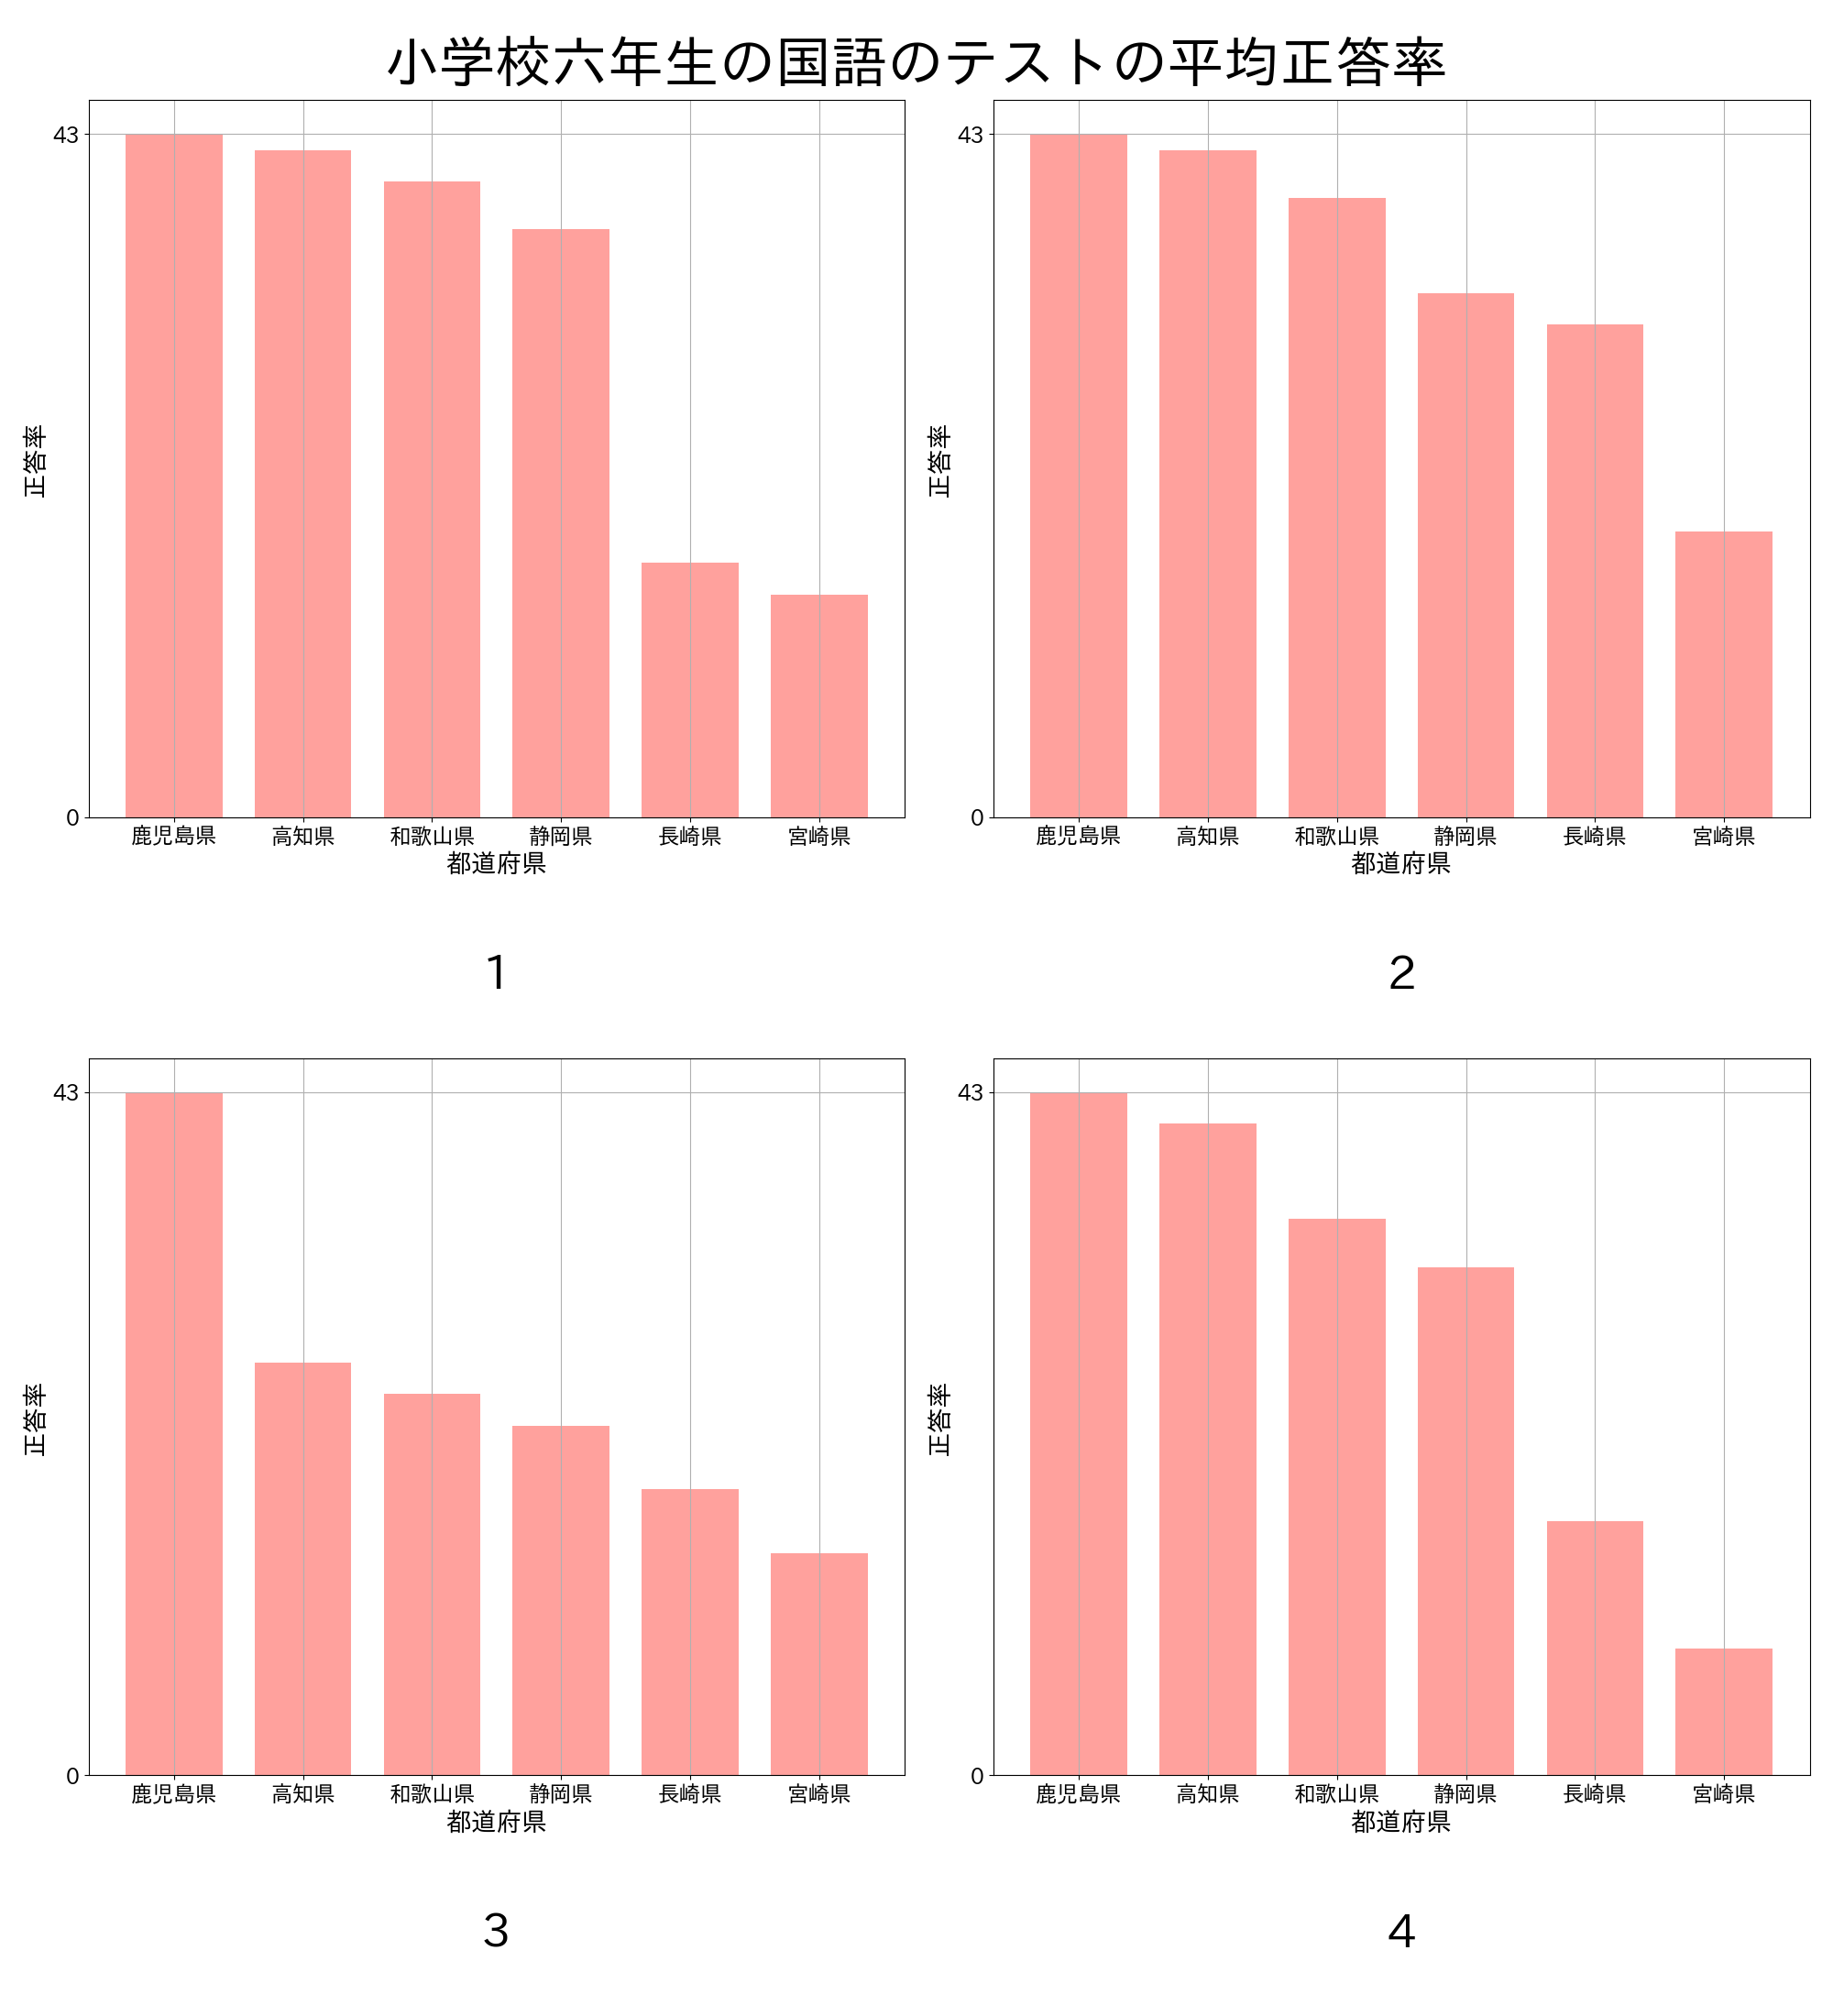 小学校六年生の国語のテストの平均正答率
43
0
正答率
鹿児島県 高知県 和歌山県 静岡県 長崎県 宮崎県
都道府県
1
43
0
正答率
鹿児島県 高知県 和歌山県 静岡県 長崎県 宮崎県
都道府県
2
43
0
正答率
鹿児島県 高知県 和歌山県 静岡県 長崎県 宮崎県
都道府県
3
43
0
正答率
鹿児島県 高知県 和歌山県 静岡県 長崎県 宮崎県
都道府県
4